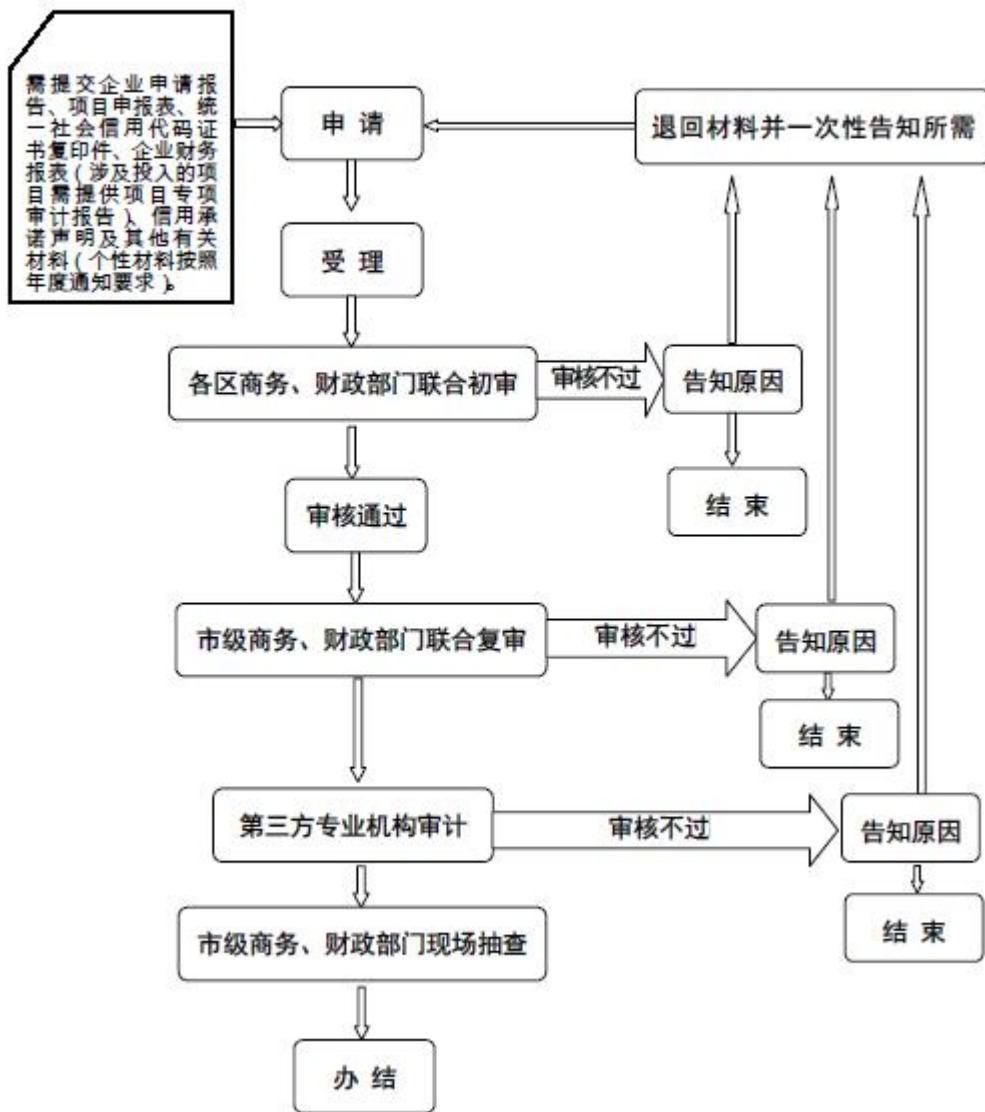 需提交企业申请报
告、项目申报表、统
一社会信用代码证
书复印件、企业财务
报表（涉及投入的项
目需提供项目专项
审计报告）、信用承
诺声明及其他有关
材料（个性材料按照
年度通知要求）。
申 请
退回材料并一次性告知所需
受 理
各区商务、财政部门联合初审
审核不过
告知原因
结 束
审核通过
市级商务、财政部门联合复审
审核不过
告知原因
结 束
第三方专业机构审计
审核不过
告知原因
结 束
市级商务、财政部门现场抽查
办 结